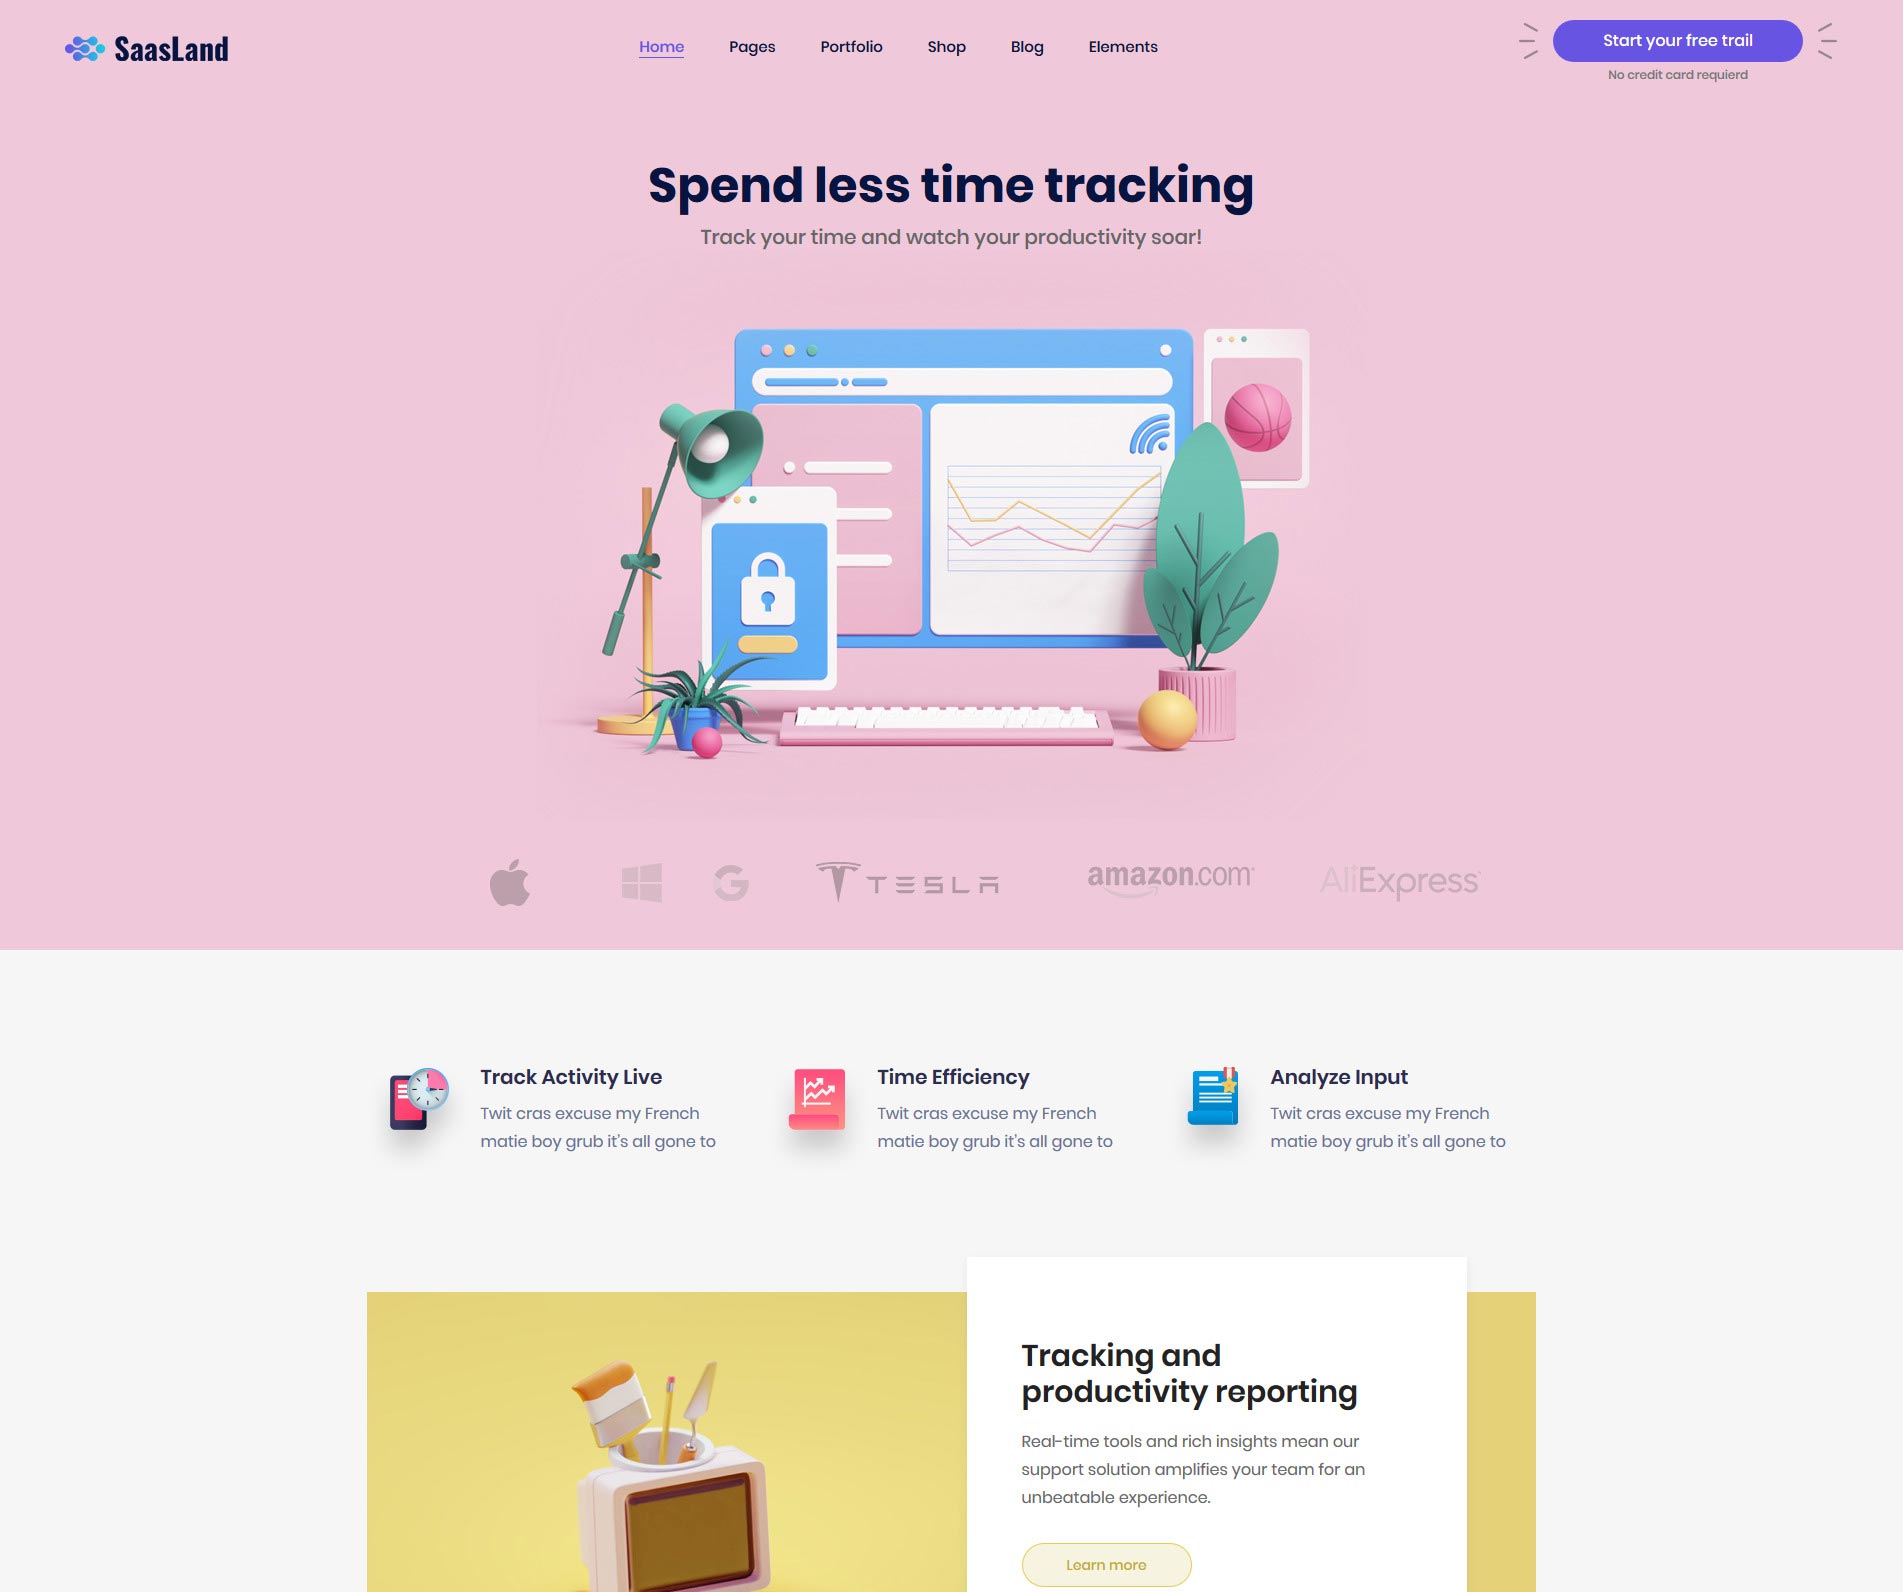 SaasLand
Home Pages Portfolio Shop Blog Elements
Start your free trail
No credit card requierd
Spend less time tracking
Track your time and watch your productivity soar!
TESLA
amazon.com
AliExpress
Track Activity Live
Twit cras excuse my French
matie boy grub it's all gone to
Time Efficiency
Twit cras excuse my French
matie boy grub it's all gone to
Analyze Input
Twit cras excuse my French
matie boy grub it's all gone to
Tracking and
productivity reporting
Real-time tools and rich insights mean our
support solution amplifies your team for an
unbeatable experience.
Learn more